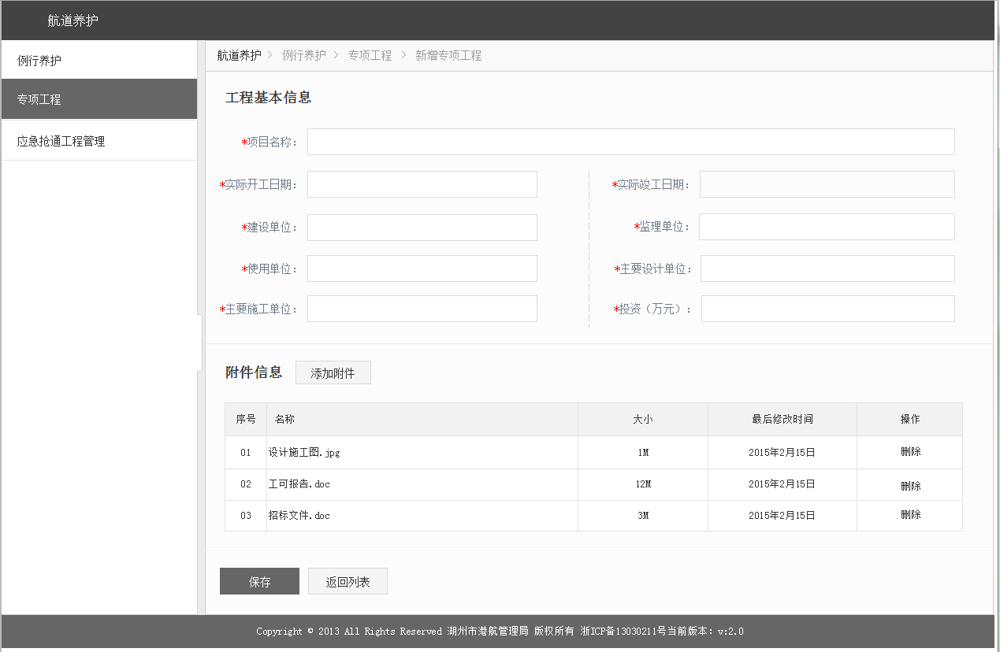 航道养护
例行养护
专项工程
应急抢通工程管理
航道养护 > 例行养护 > 专项工程 > 新增专项工程
工程基本信息
*项目名称：
*实际开工日期： *实际竣工日期：
*建设单位： *监理单位：
*使用单位： *主要设计单位：
*主要施工单位： *投资（万元）：
附件信息 添加附件
序号 名称 大小 最后修改时间 操作
01 设计施工图.jpg 1M 2015年2月15日 删除
02 工可报告.doc 12M 2015年2月15日 删除
03 招标文件.doc 3M 2015年2月15日 删除
保存 返回列表
Copyright © 2013 All Rights Reserved 湖州市港航管理局 版权所有 浙ICP备13030211号当前版本：v:2.0